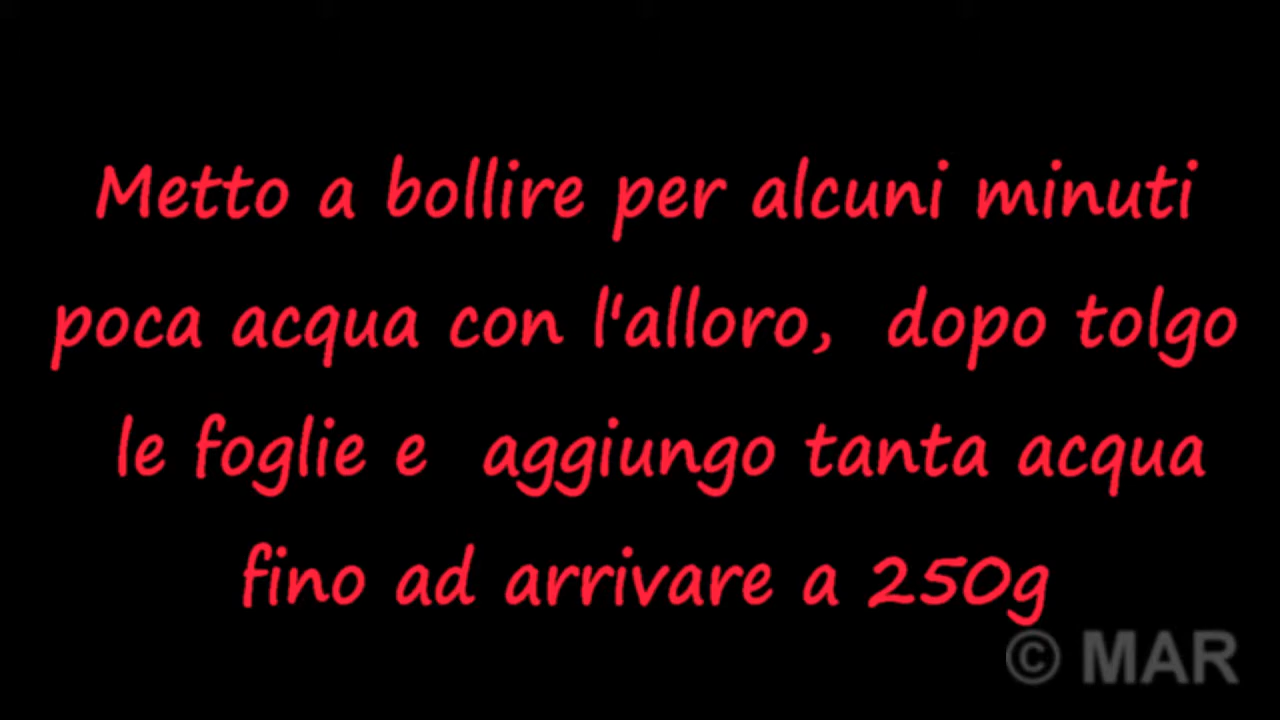 Metto a bollire per alcuni minuti
poca acqua con l'alloro, dopo tolgo
le foglie e aggiungo tanta acqua
fino ad arrivare a 250g
© MAR